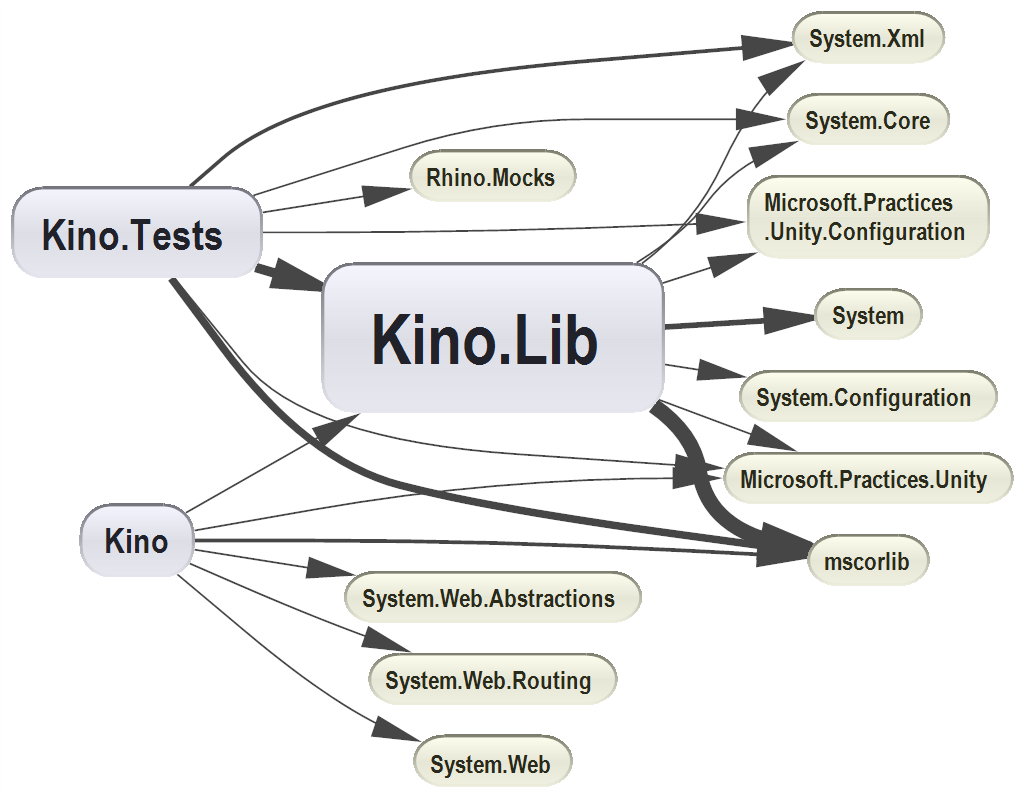 System.Xml
System.Core
Rhino.Mocks
Microsoft.Practices
.Unity.Configuration
Kino.Tests
Kino.Lib
System
System.Configuration
Microsoft.Practices.Unity
Kino
mscorlib
System.Web.Abstractions
System.Web.Routing
System.Web